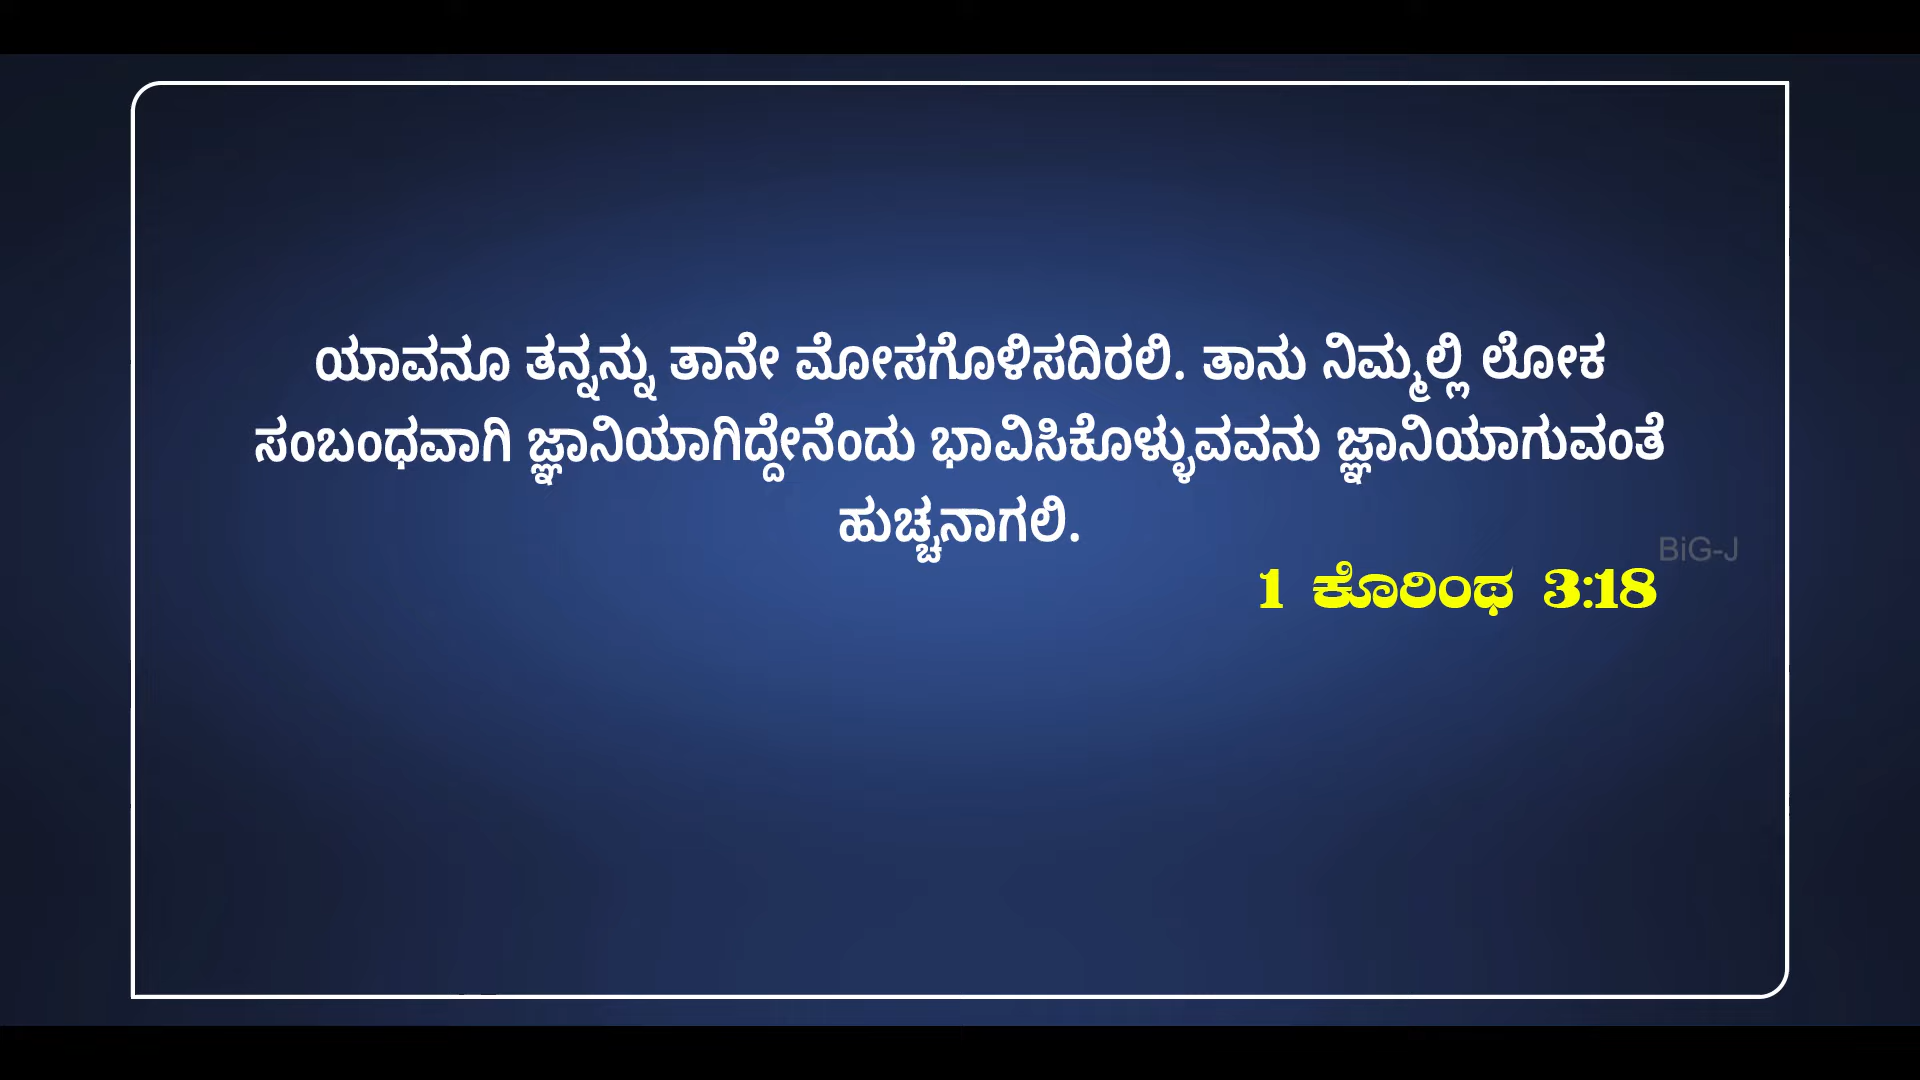 ಯಾವನೂ ತನ್ನನ್ನು ತಾನೇ ಮೋಸಗೊಳಿಸದಿರಲಿ. ತಾನು ನಿಮ್ಮಲ್ಲಿ ಲೋಕ
ಸಂಬಂಧವಾಗಿ ಜ್ಞಾನಿಯಾಗಿದ್ದೇನೆಂದು ಭಾವಿಸಿಕೊಳ್ಳುವವನು ಜ್ಞಾನಿಯಾಗುವಂತೆ
ಹುಚ್ಚನಾಗಲಿ.
BiG-J
1 ಕೊರಿಂಥ 3:18